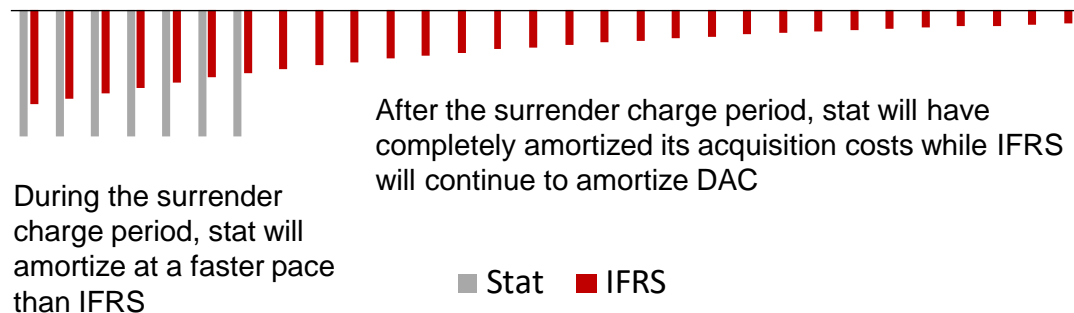 After the surrender charge period, stat will have
completely amortized its acquisition costs while IFRS
will continue to amortize DAC
During the surrender
charge period, stat will
amortize at a faster pace
than IFRS
Stat IFRS